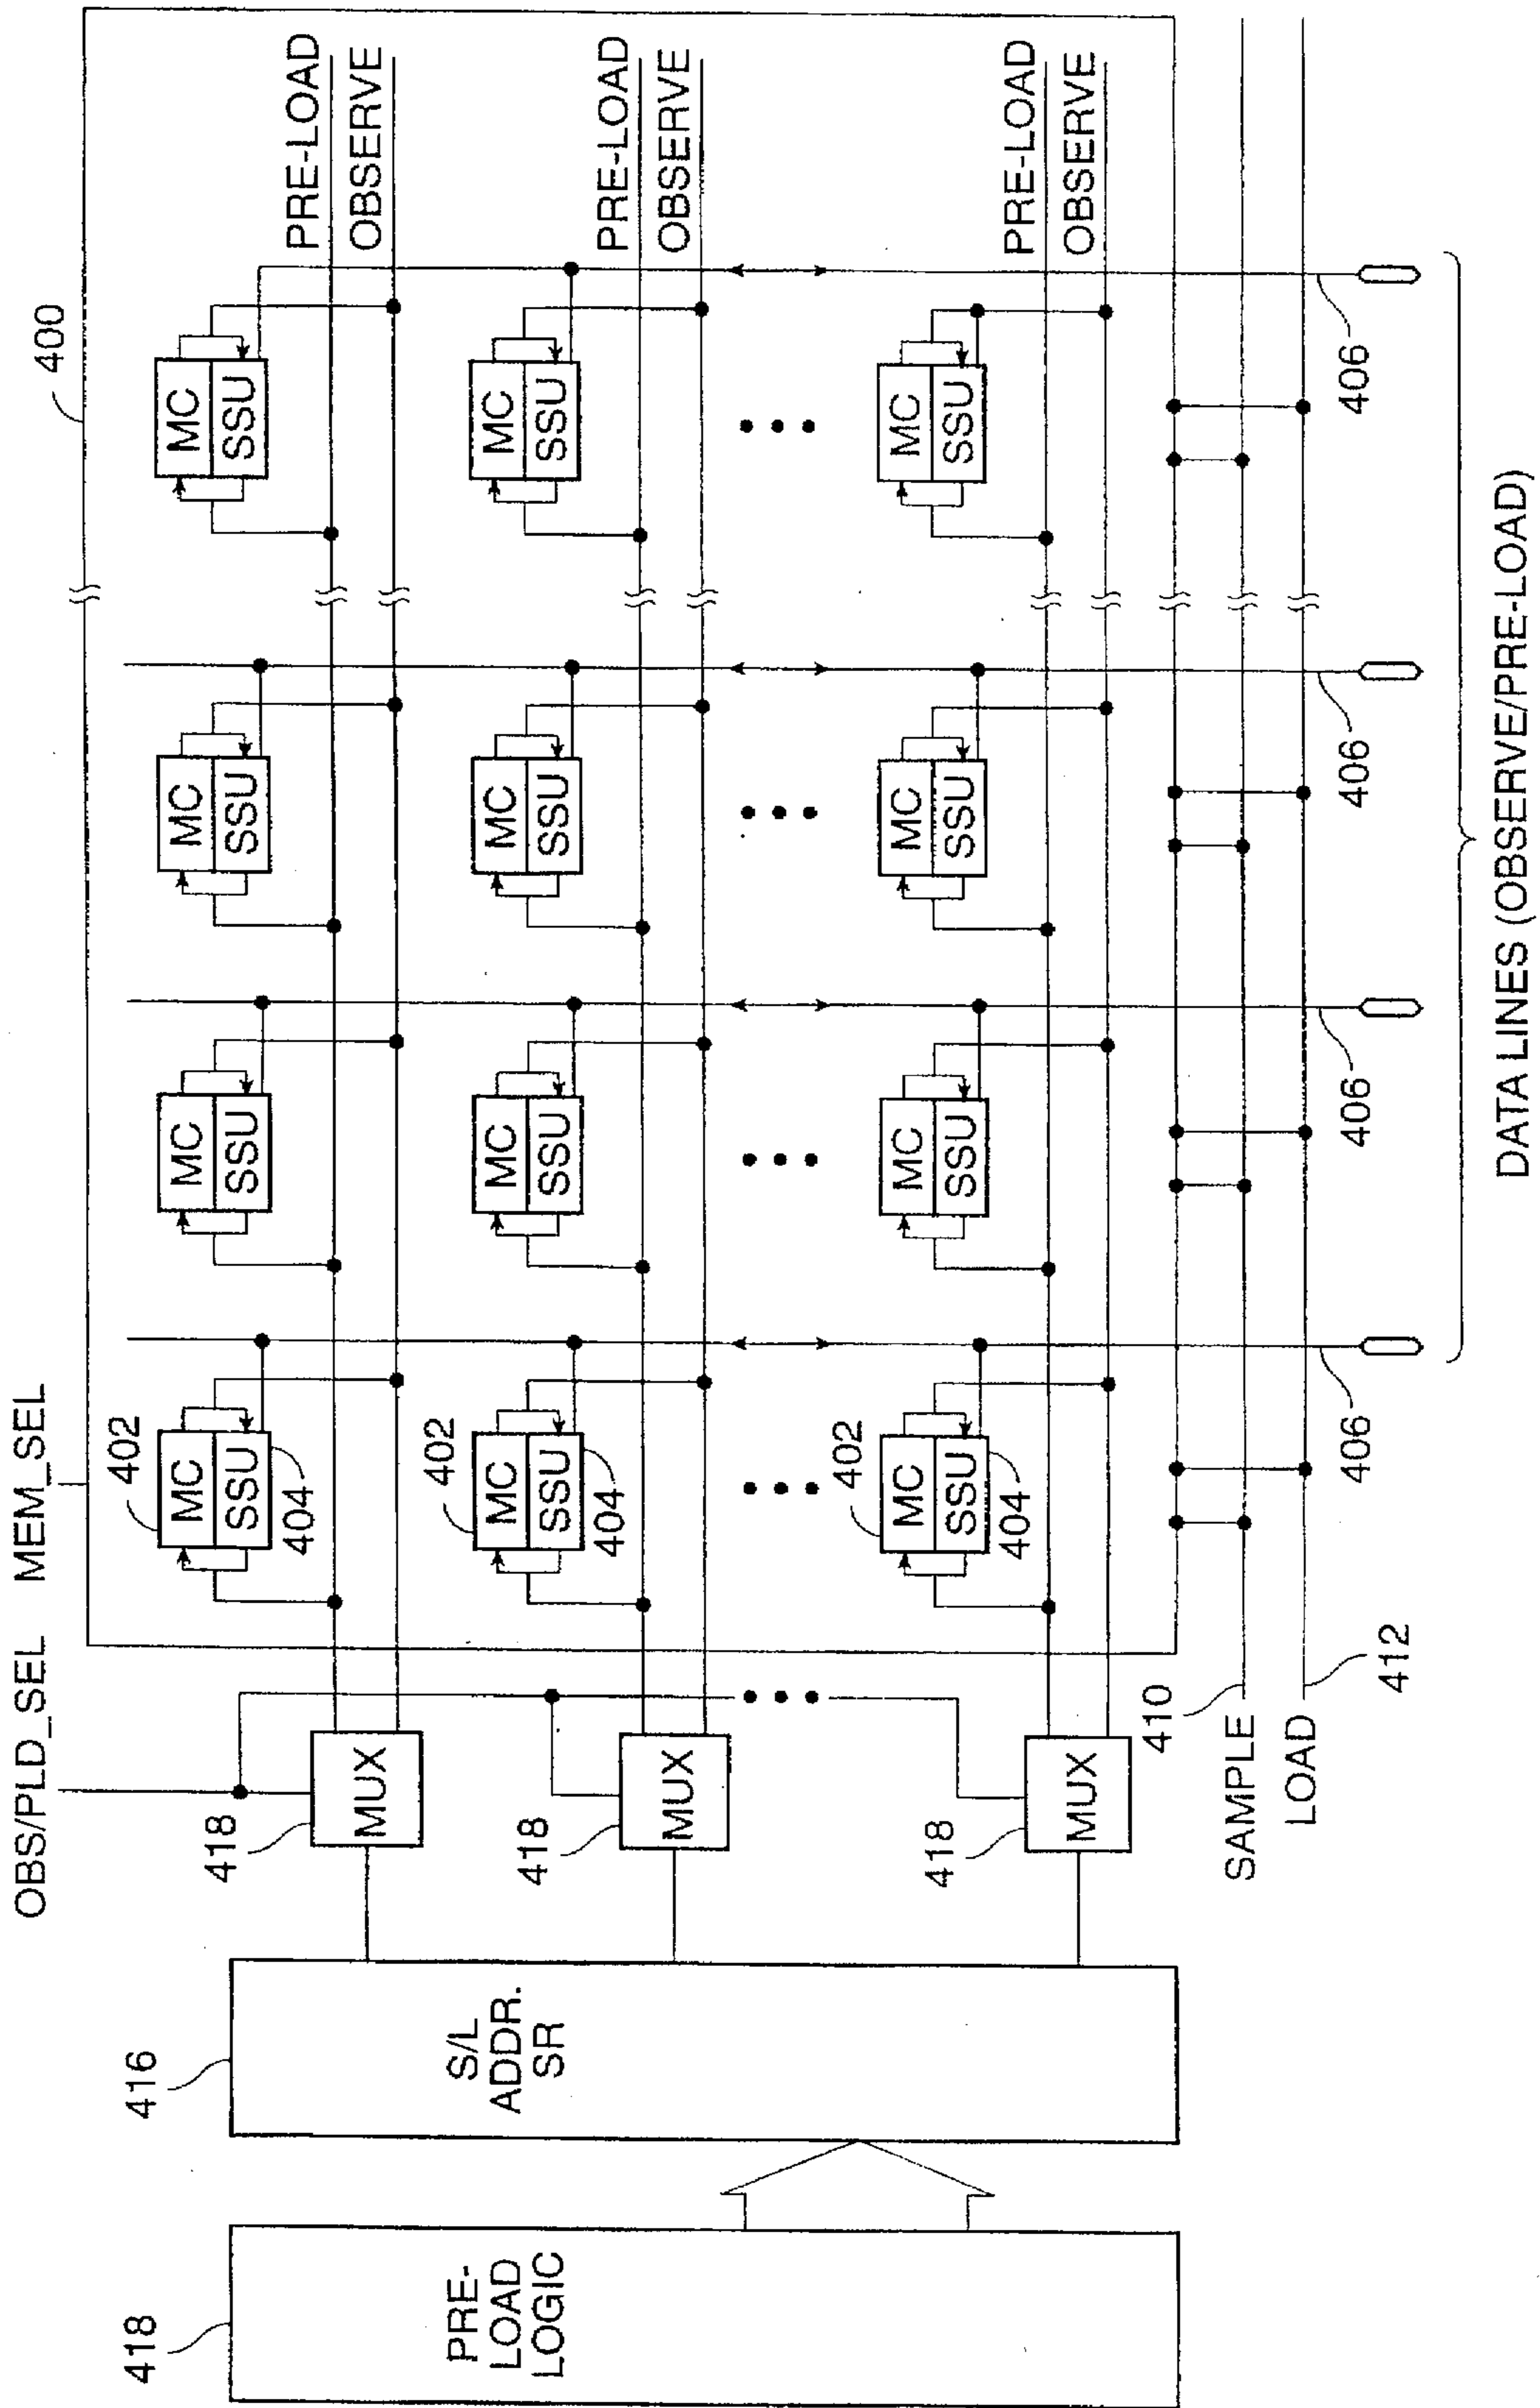 OBS/PLD_SEL MEM_SEL
400
402
MC
SSU
404
MC
SSU
MC
SSU
MC
SSU
PRE-LOAD
OBSERVE
418
MUX
402
MC
SSU
404
MC
SSU
MC
SSU
MC
SSU
PRE-LOAD
OBSERVE
418
MUX
402
MC
SSU
404
MC
SSU
MC
SSU
MC
SSU
PRE-LOAD
OBSERVE
418
MUX
416
S/L
ADDR.
SR
418
PRE-
LOAD
LOGIC
410
SAMPLE
LOAD
412
406
406
406
406
DATA LINES (OBSERVE/PRE-LOAD)